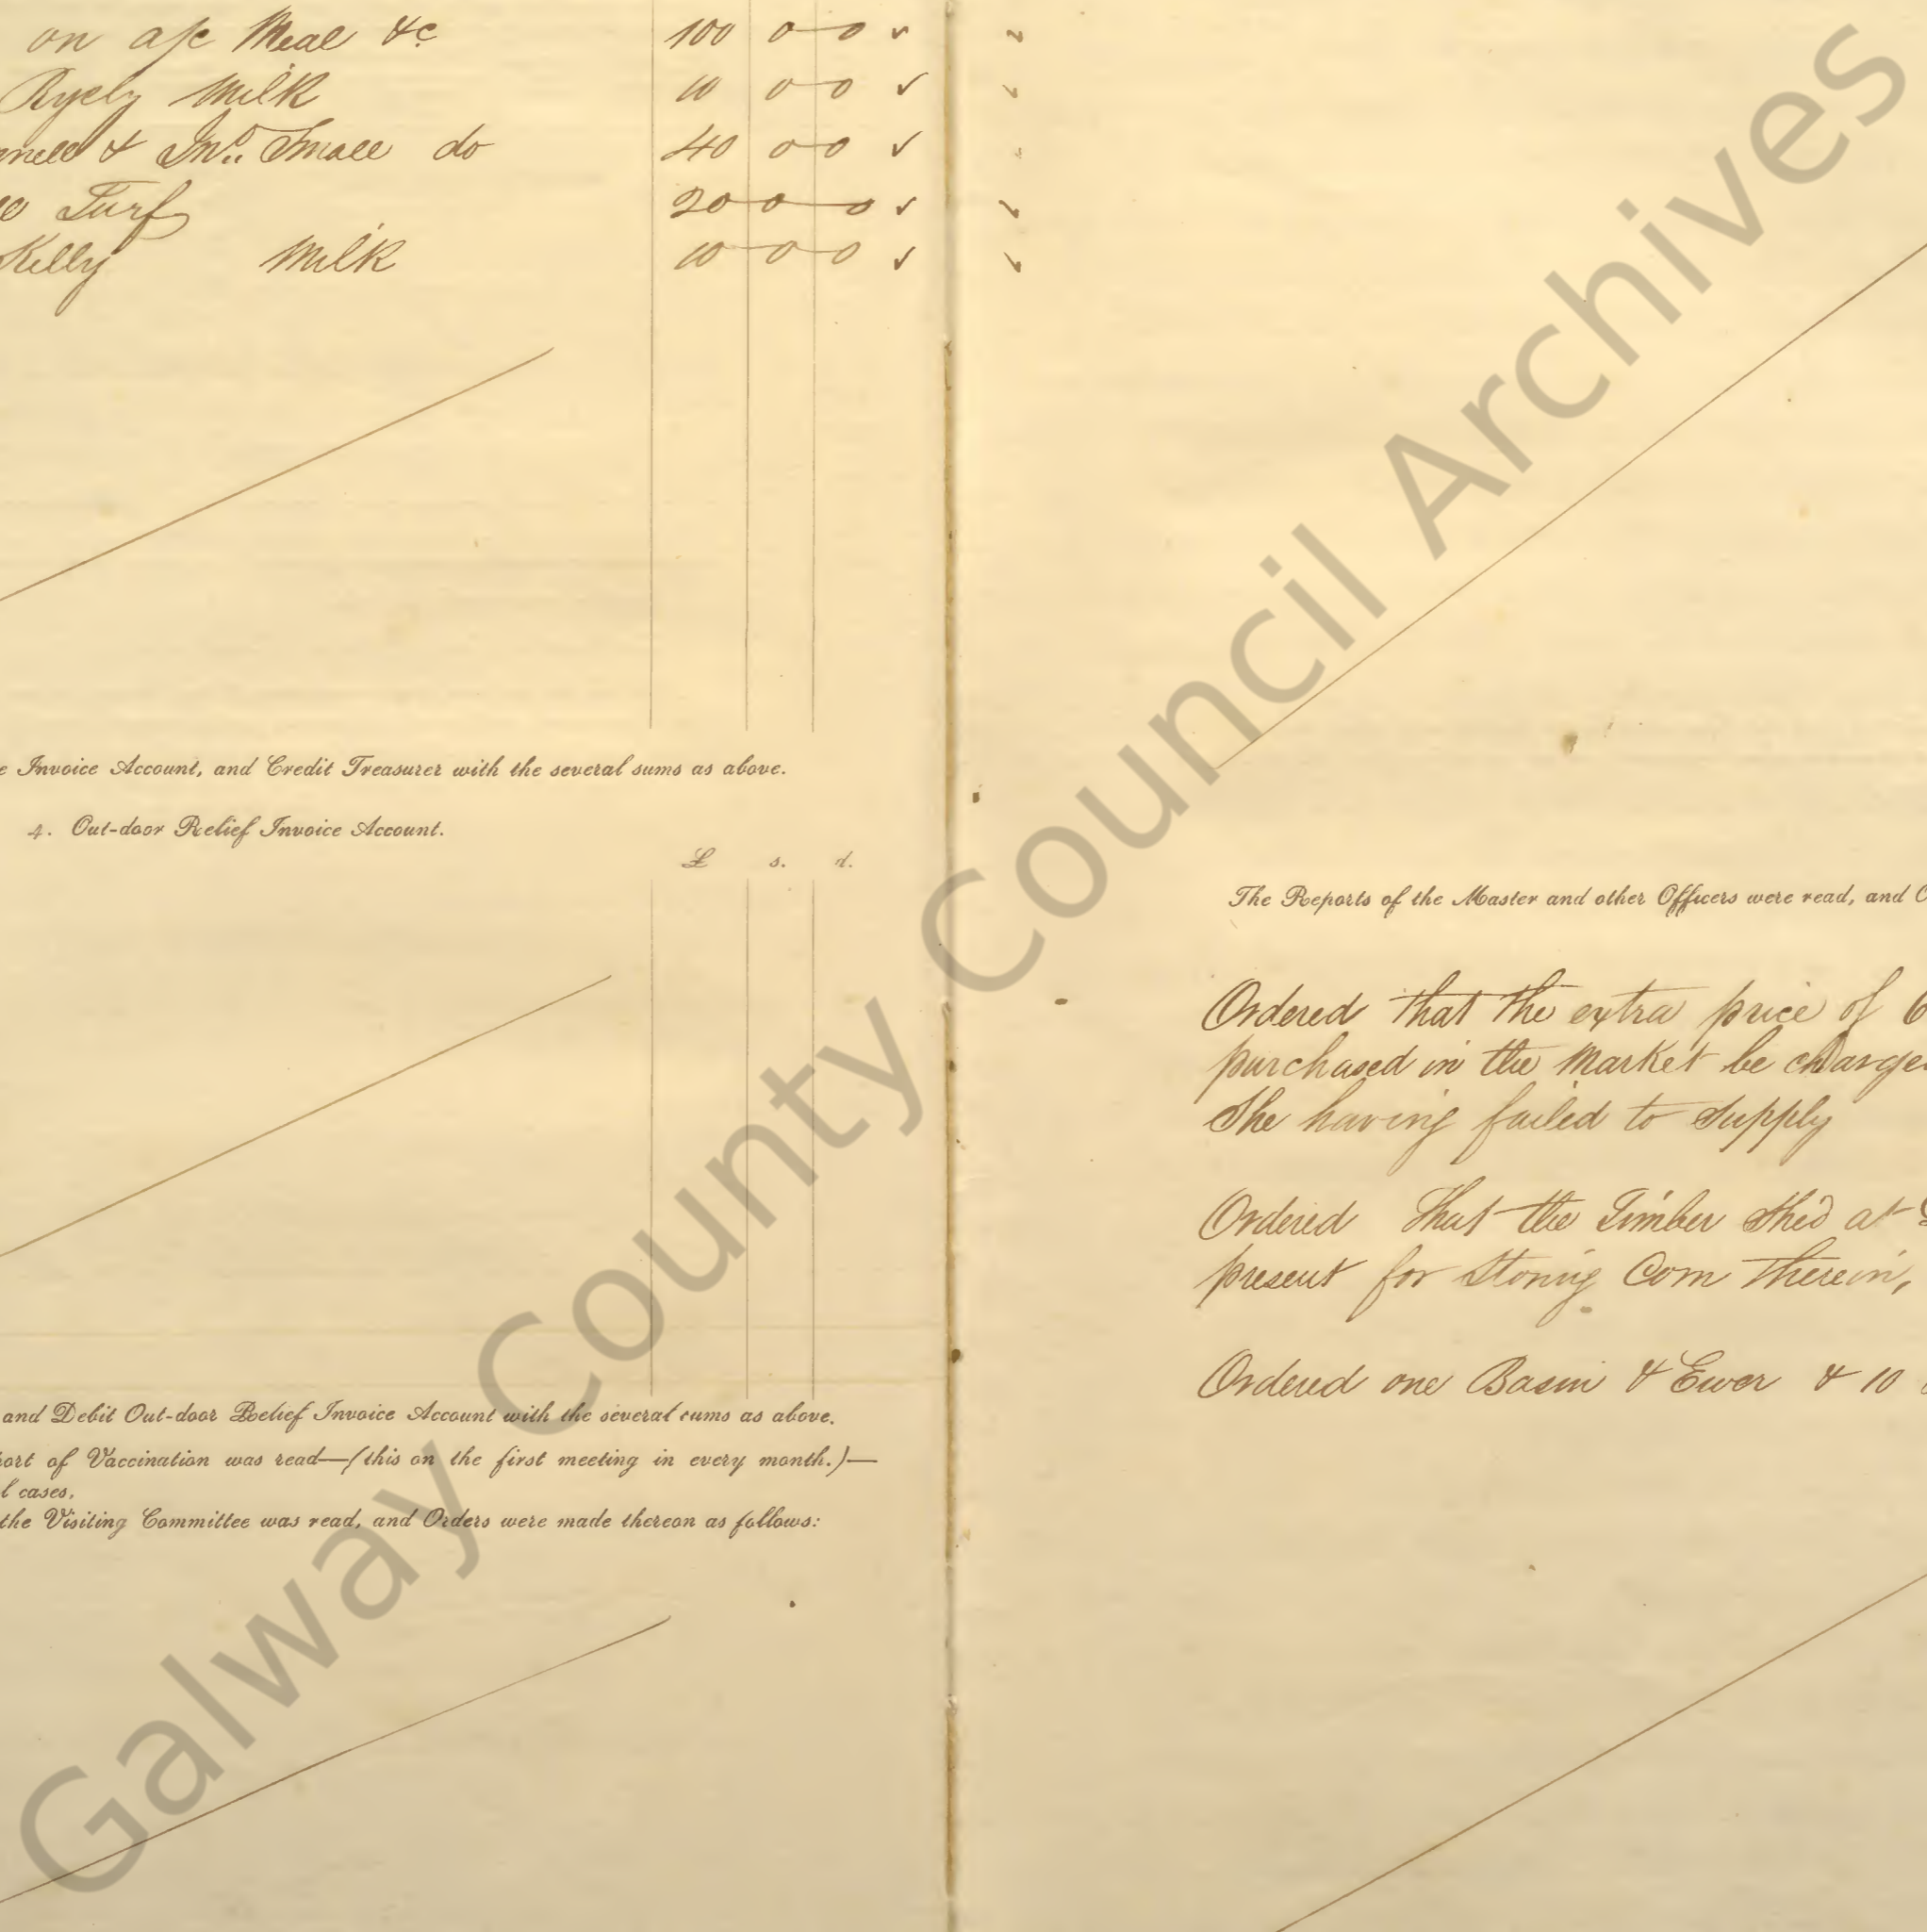 on a/c Meal &c 100 0 0 ✓
Milk 10 0 0 ✓
& Jno. Small do 40 0 0 ✓
Turf 20 0 0 ✓
Kelly Milk 10 0 0 ✓
Invoice Account, and Credit Treasurer with the several sums as above.
4. Out-door Relief Invoice Account.
£ s. d.
and Debit Out-door Relief Invoice Account with the several sums as above.
of Vaccination was read—(this on the first meeting in every month.)—
cases,
the Visiting Committee was read, and Orders were made thereon as follows:
The Reports of the Master and other Officers were read, and
Ordered that the extra price of
purchased in the Market be
She having failed to supply
Ordered That the Timber Shed at
present for Storing Corn therein,
Ordered one Basin & Ewer & 10
Galway County Council Archives